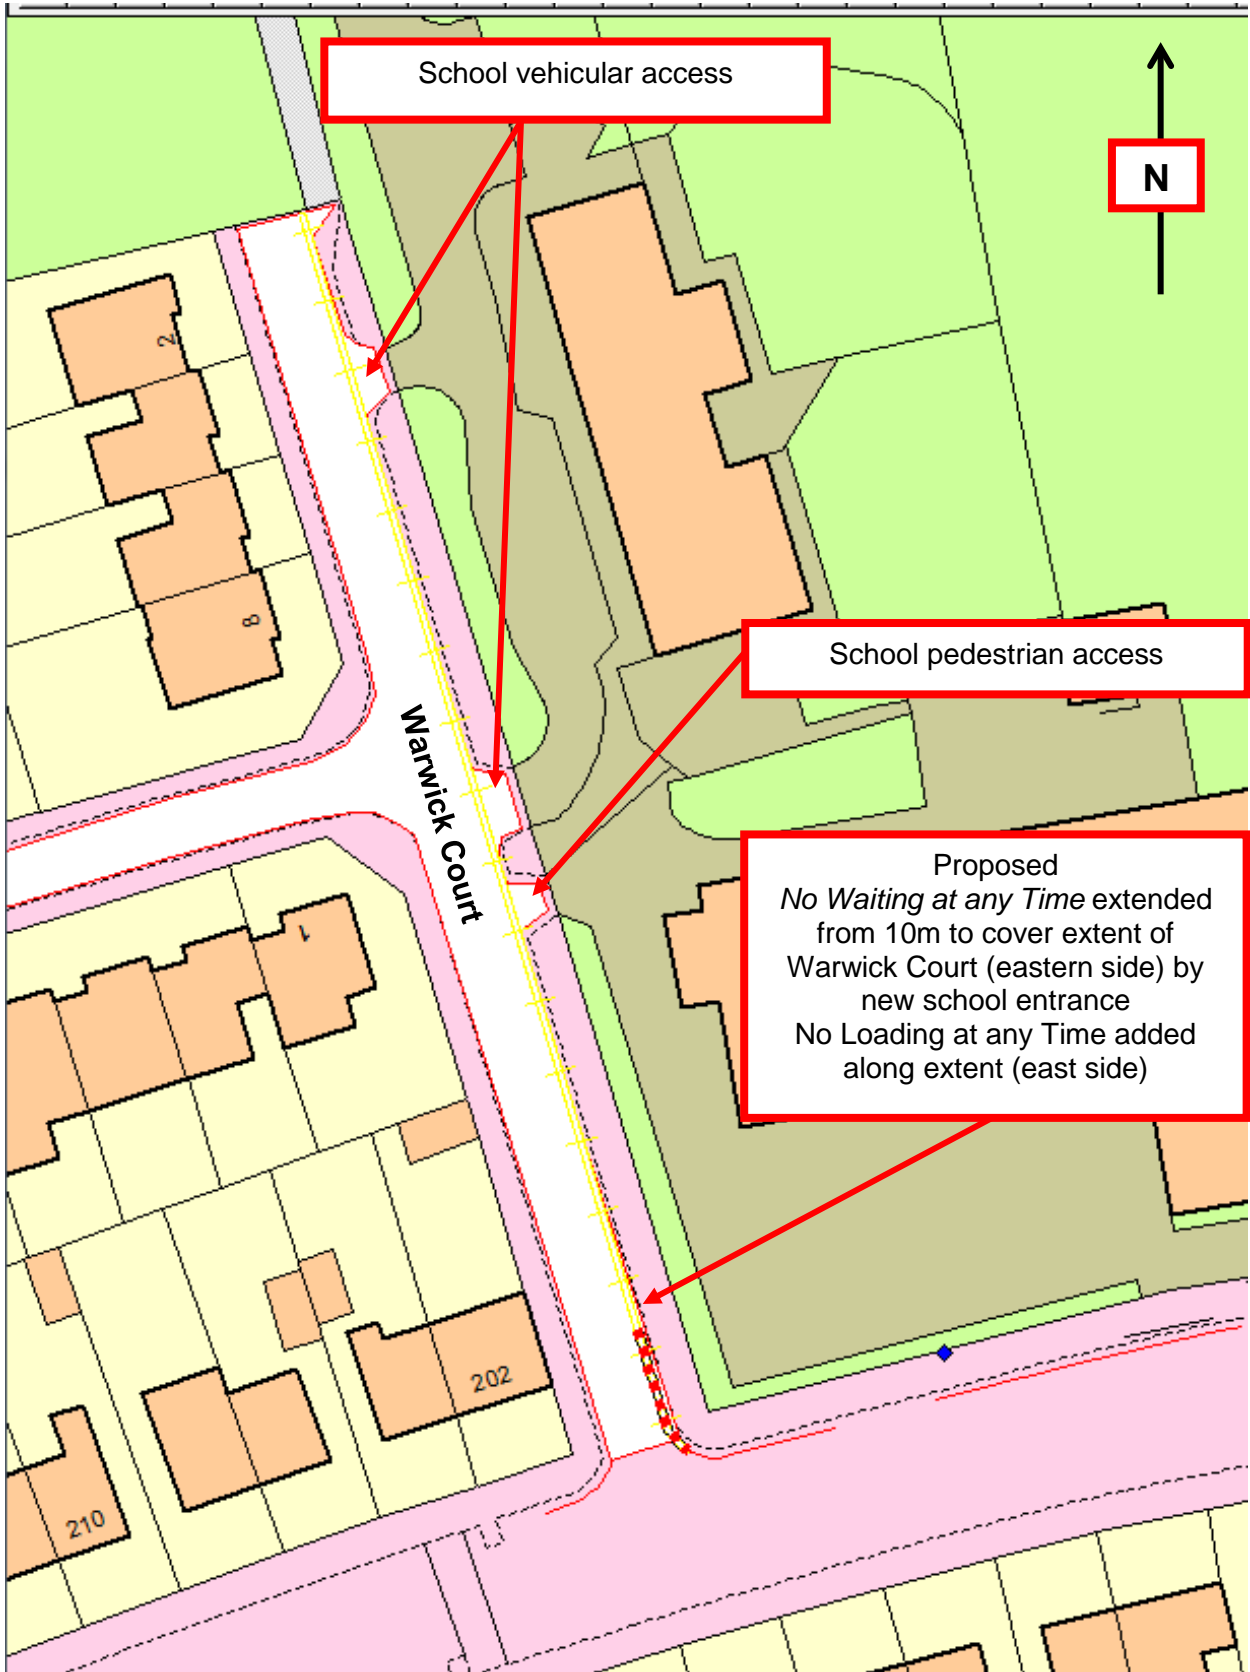 School vehicular access
N
2
8
School pedestrian access
Warwick Court
Proposed
No Waiting at any Time extended
from 10m to cover extent of
Warwick Court (eastern side) by
new school entrance
No Loading at any Time added
along extent (east side)
1
202
210